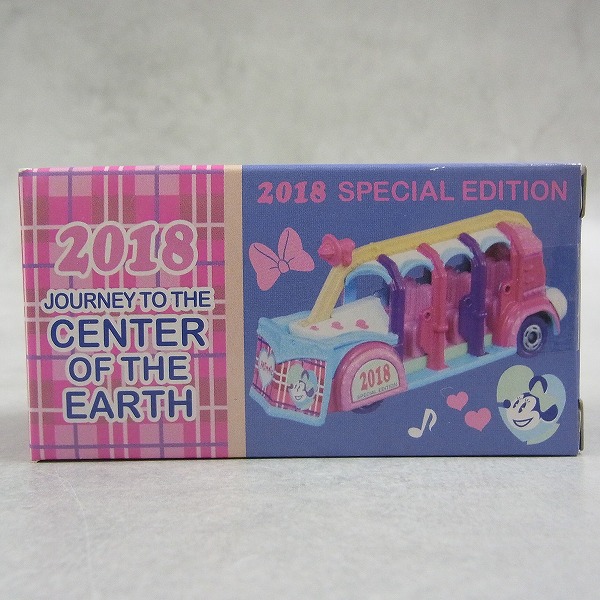 2018
JOURNEY TO THE
CENTER
OF THE
EARTH
2018 SPECIAL EDITION
2018
SPECIAL EDITION